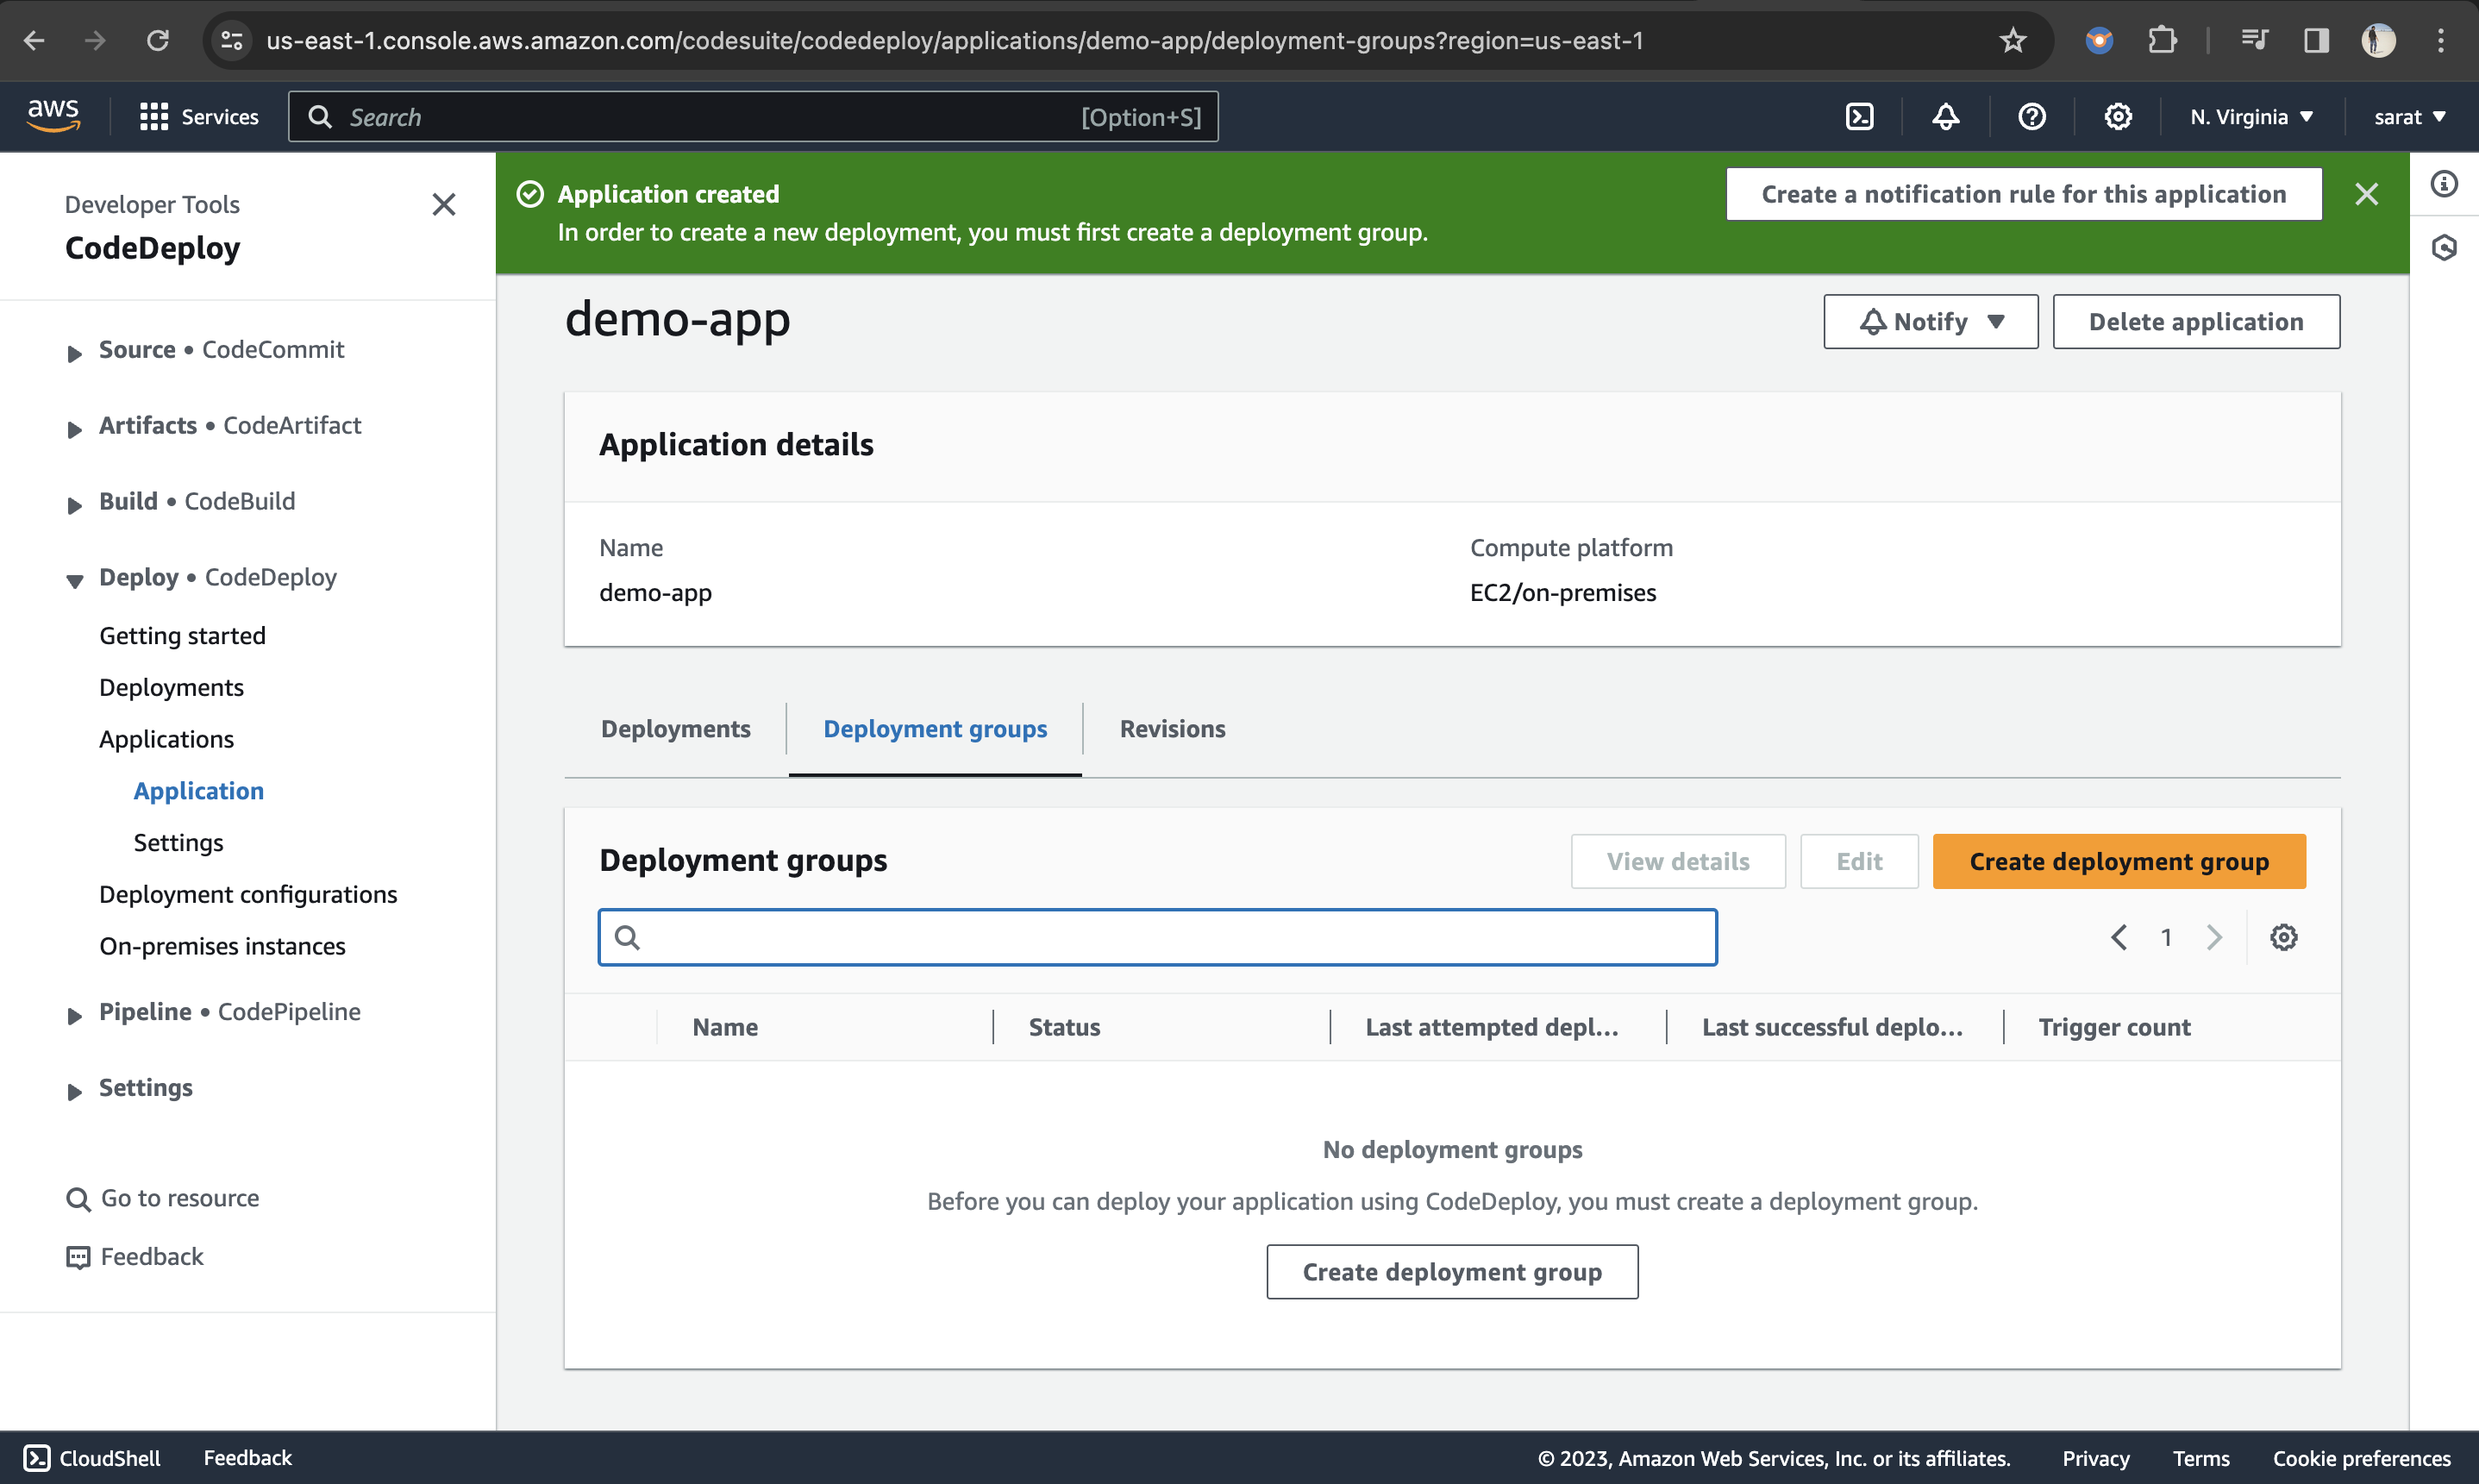 us-east-1.console.aws.amazon.com/codesuite/codedeploy/applications/demo-app/deployment-groups?region=us-east-1
aws
Services
Search
[Option+S]
N. Virginia
sarat
Developer Tools
CodeDeploy
Source • CodeCommit
Artifacts • CodeArtifact
Build • CodeBuild
Deploy • CodeDeploy
Getting started
Deployments
Applications
Application
Settings
Deployment configurations
On-premises instances
Pipeline • CodePipeline
Settings
Go to resource
Feedback
Application created
In order to create a new deployment, you must first create a deployment group.
Create a notification rule for this application
demo-app
Notify
Delete application
Application details
Name
demo-app
Compute platform
EC2/on-premises
Deployments
Deployment groups
Revisions
Deployment groups
View details
Edit
Create deployment group
1
Name
Status
Last attempted depl...
Last successful deplo...
Trigger count
No deployment groups
Before you can deploy your application using CodeDeploy, you must create a deployment group.
Create deployment group
CloudShell
Feedback
© 2023, Amazon Web Services, Inc. or its affiliates.
Privacy
Terms
Cookie preferences